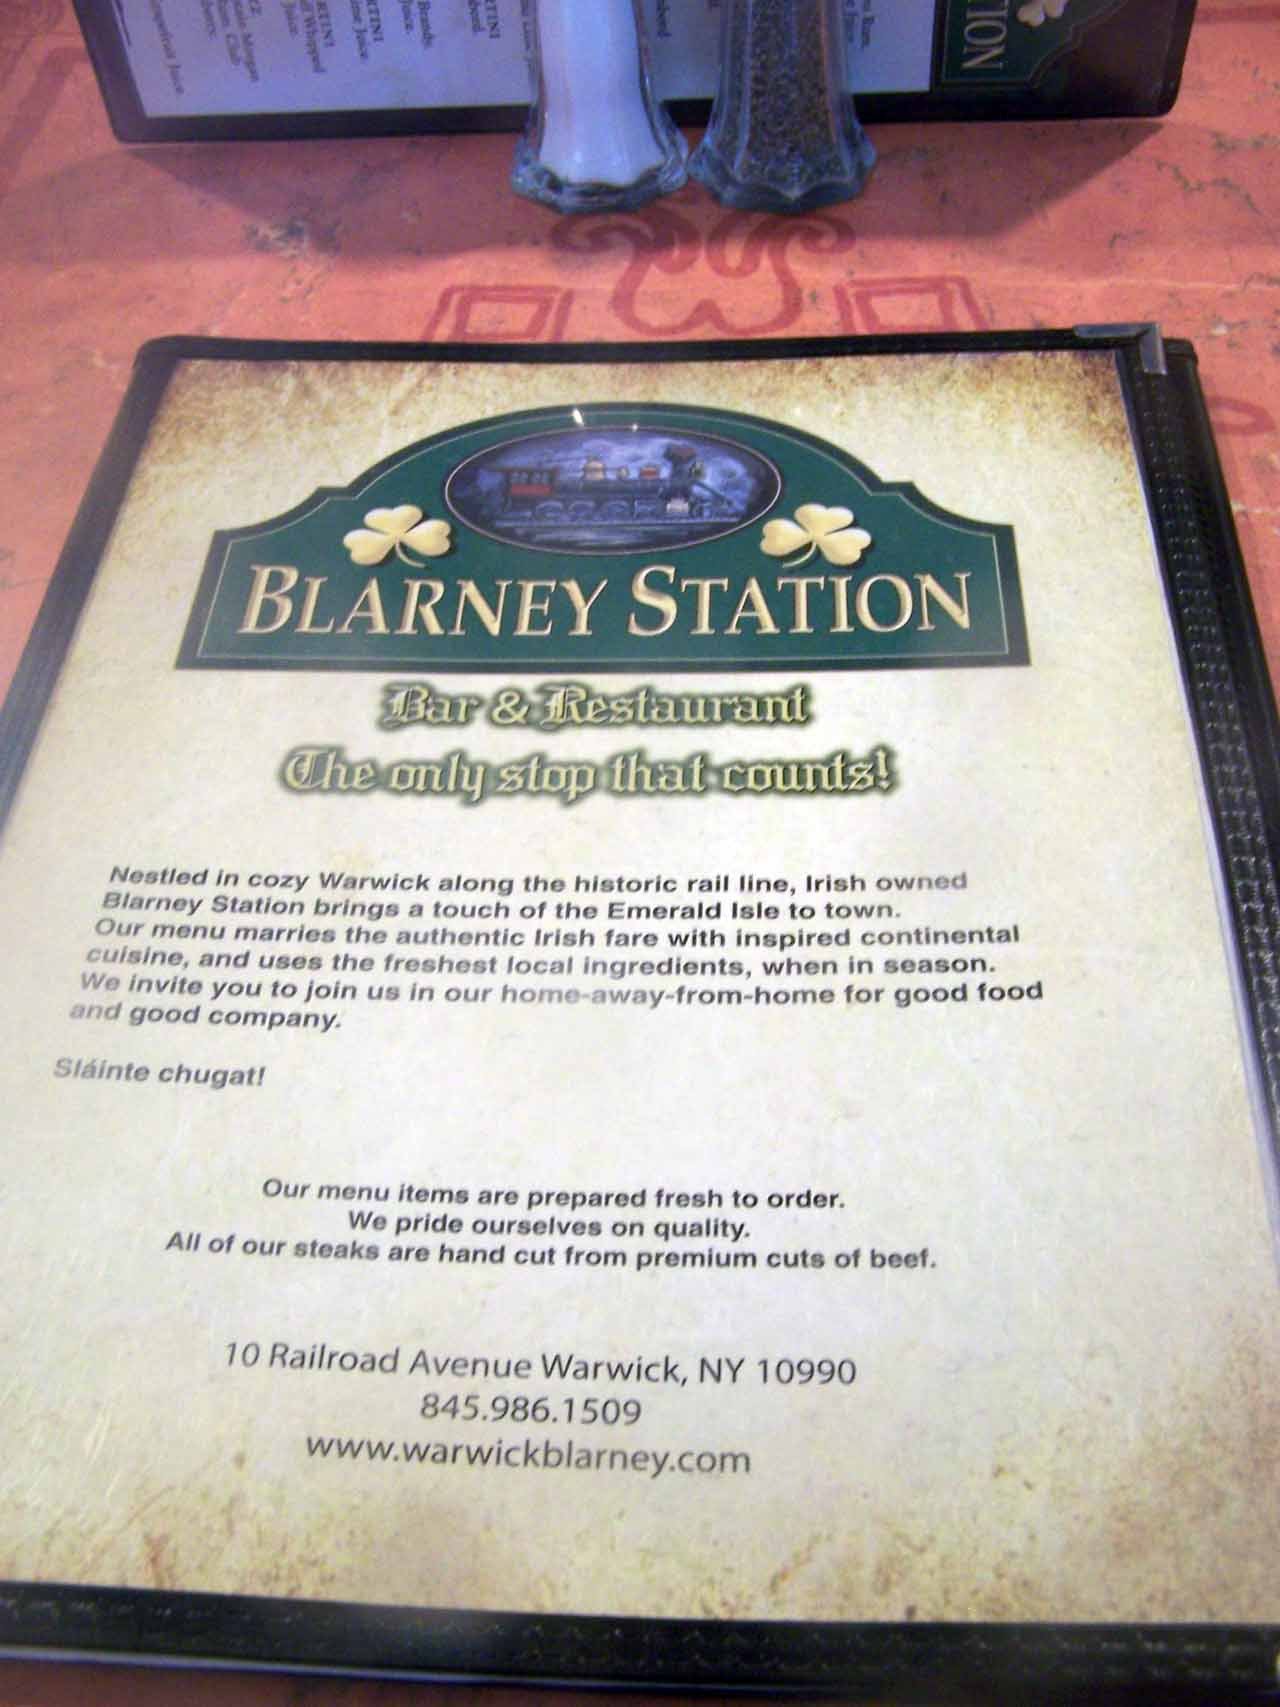 TION
MARTINI
BLARNEY STATION
Bar & Restaurant
The only stop that counts!
Nestled in cozy Warwick along the historic rail line, Irish owned
Blarney Station brings a touch of the Emerald Isle to town.
Our menu marries the authentic Irish fare with inspired continental
cuisine, and uses the freshest local ingredients, when in season.
We invite you to join us in our home-away-from-home for good food
and good company.
Sláinte chugat!
Our menu items are prepared fresh to order.
We pride ourselves on quality.
All of our steaks are hand cut from premium cuts of beef.
10 Railroad Avenue Warwick, NY 10990
845.986.1509
www.warwickblarney.com